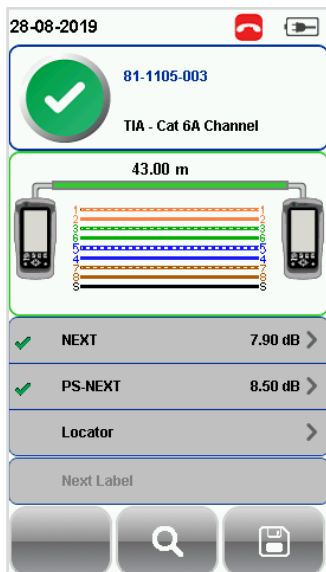 28-08-2019
81-1105-003
TIA - Cat 6A Channel
43.00 m
1 1
2 2
3 3
6 6
5 5
4 4
7 7
8 8
S S
NEXT 7.90 dB
PS-NEXT 8.50 dB
Locator
Next Label